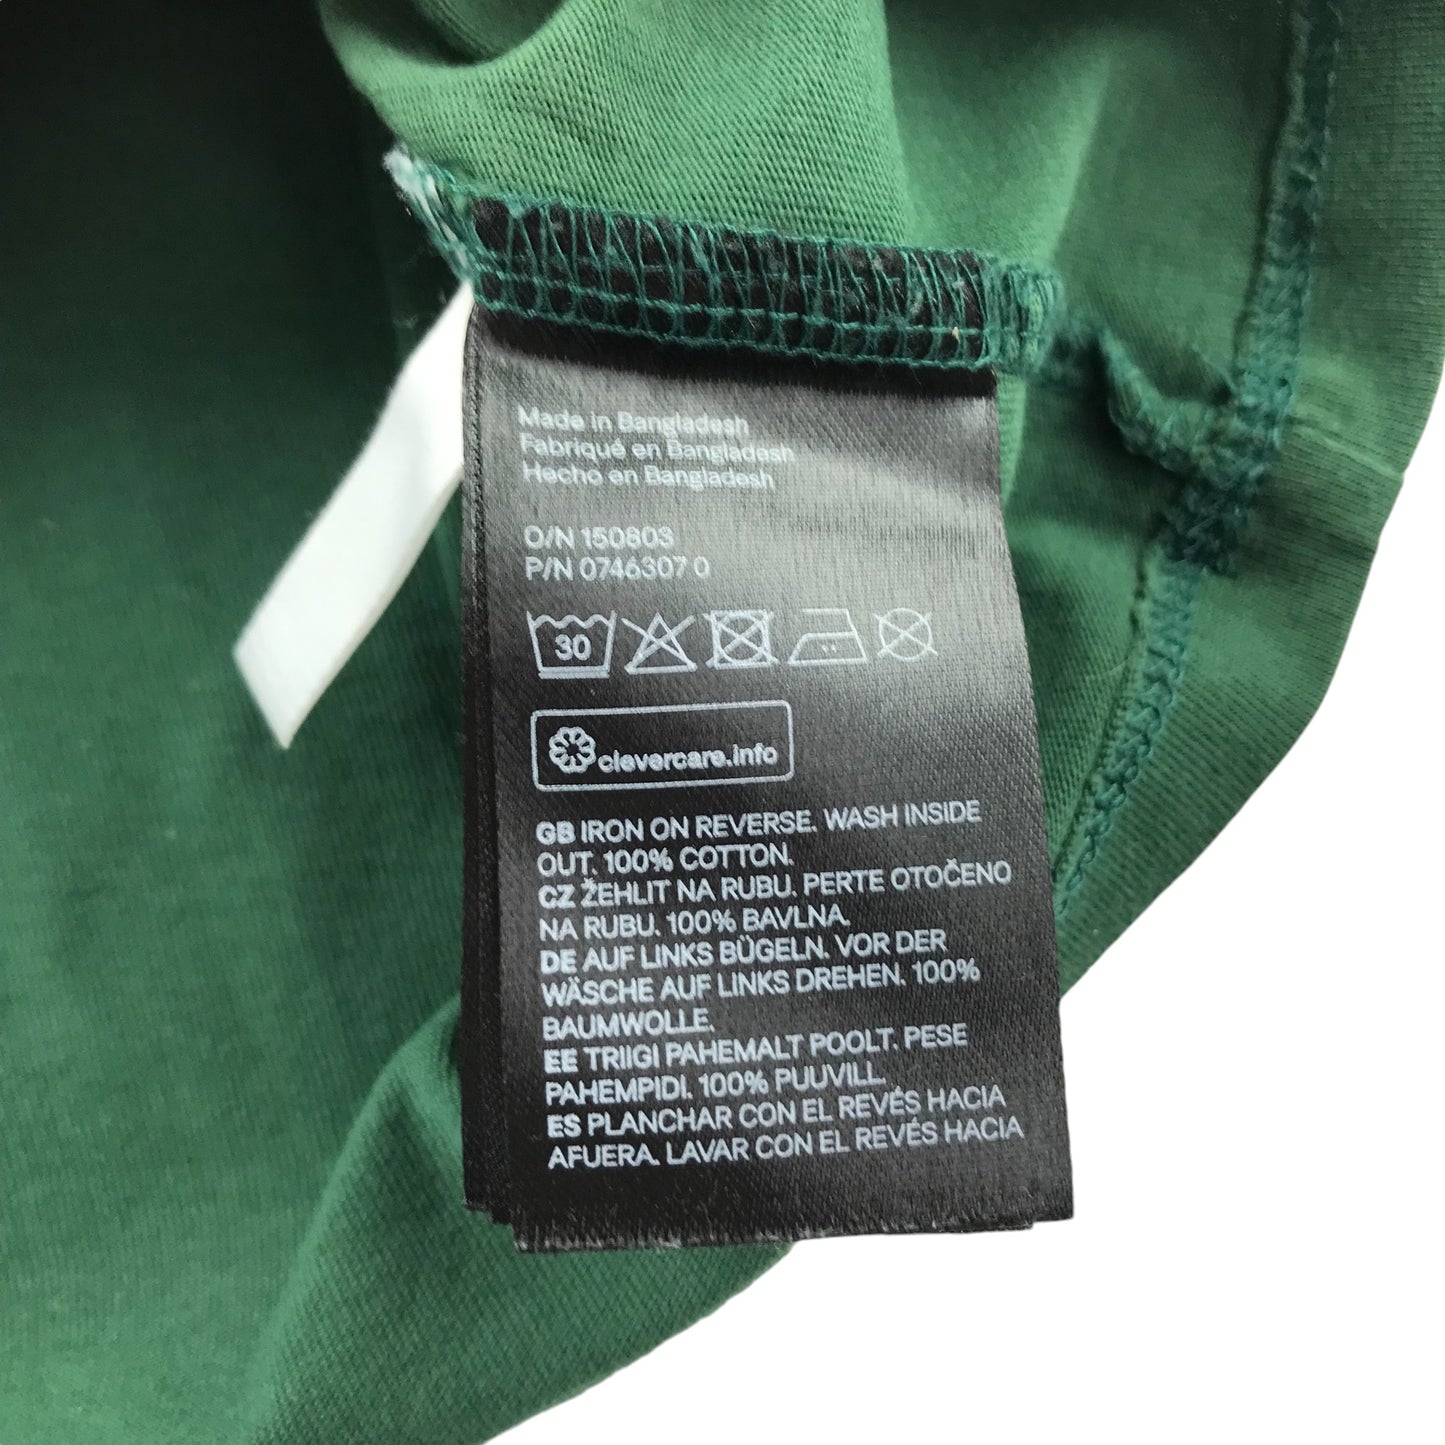 Made in Bangladesh
Fabriqué en Bangladesh
Hecho en Bangladesh
O/N 150803
P/N 0746307 0
30
clevercare.info
GB IRON ON REVERSE. WASH INSIDE
OUT. 100% COTTON.
CZ ŽEHLIT NA RUBU. PERTE OTOČENO
NA RUBU. 100% BAVLNA.
DE AUF LINKS BÜGELN. VOR DER
WÄSCHE AUF LINKS DREHEN. 100%
BAUMWOLLE.
EE TRIIGI PAHEMALT POOLT. PESE
PAHEMPIDI. 100% PUUVILL.
ES PLANCHAR CON EL REVÉS HACIA
AFUERA. LAVAR CON EL REVÉS HACIA